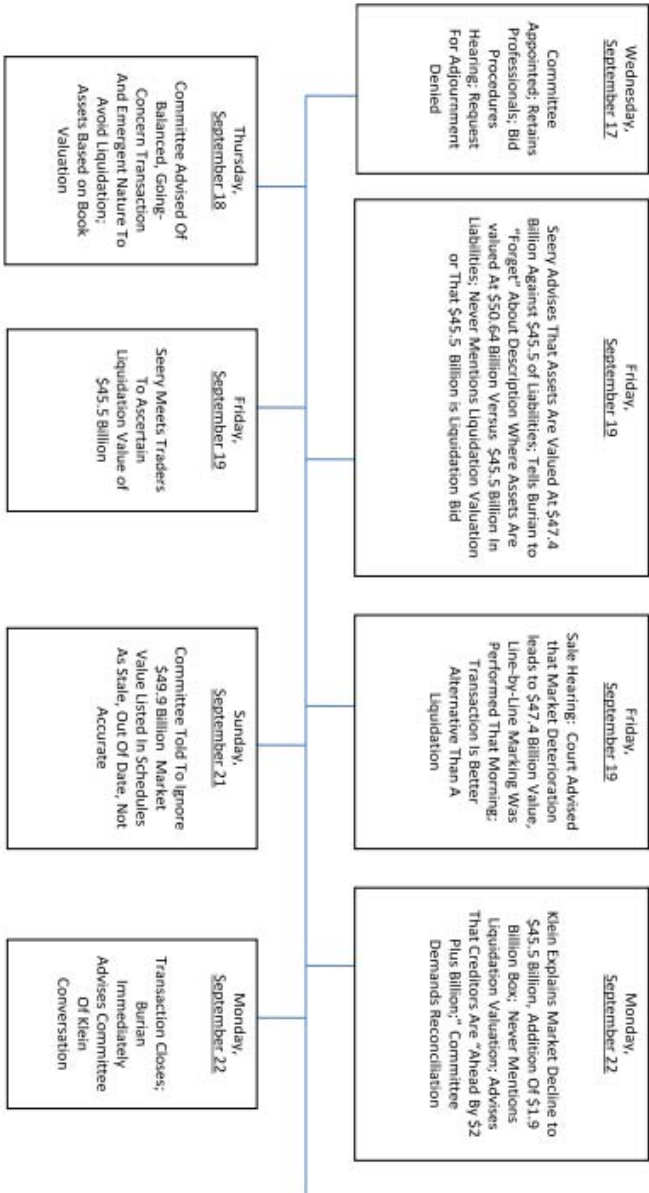 Wednesday,
September 17
Committee
Appointed; Retains
Professionals; Bid
Procedures
Hearing; Request
For Adjournment
Denied
Thursday,
September 18
Committee Advised Of
Balanced, Going-
Concern Transaction
And Emergent Nature To
Avoid Liquidation;
Assets Based on Book
Valuation
Friday,
September 19
Seery Advises That Assets Are Valued At $47.4
Billion Against $45.5 of Liabilities; Tells Burian to
"Forget" About Description Where Assets Are
valued At $50.64 Billion Versus $45.5 Billion In
Liabilities; Never Mentions Liquidation Valuation
or That $45.5 Billion is Liquidation Bid
Friday,
September 19
Seery Meets Traders
To Ascertain
Liquidation Value of
$45.5 Billion
Friday,
September 19
Sale Hearing: Court Advised
that Market Deterioration
leads to $47.4 Billion Value,
Line-by-Line Marking Was
Performed That Morning;
Transaction Is Better
Alternative Than A
Liquidation
Sunday,
September 21
Committee Told To Ignore
$49.9 Billion Market
Value Listed In Schedules
As Stale, Out Of Date, Not
Accurate
Monday,
September 22
Klein Explains Market Decline to
$45.5 Billion, Addition Of $1.9
Billion Box; Never Mentions
Liquidation Valuation; Advises
That Creditors Are "Ahead By $2
Plus Billion;" Committee
Demands Reconciliation
Monday,
September 22
Transaction Closes;
Burian
Immediately
Advises Committee
Of Klein
Conversation